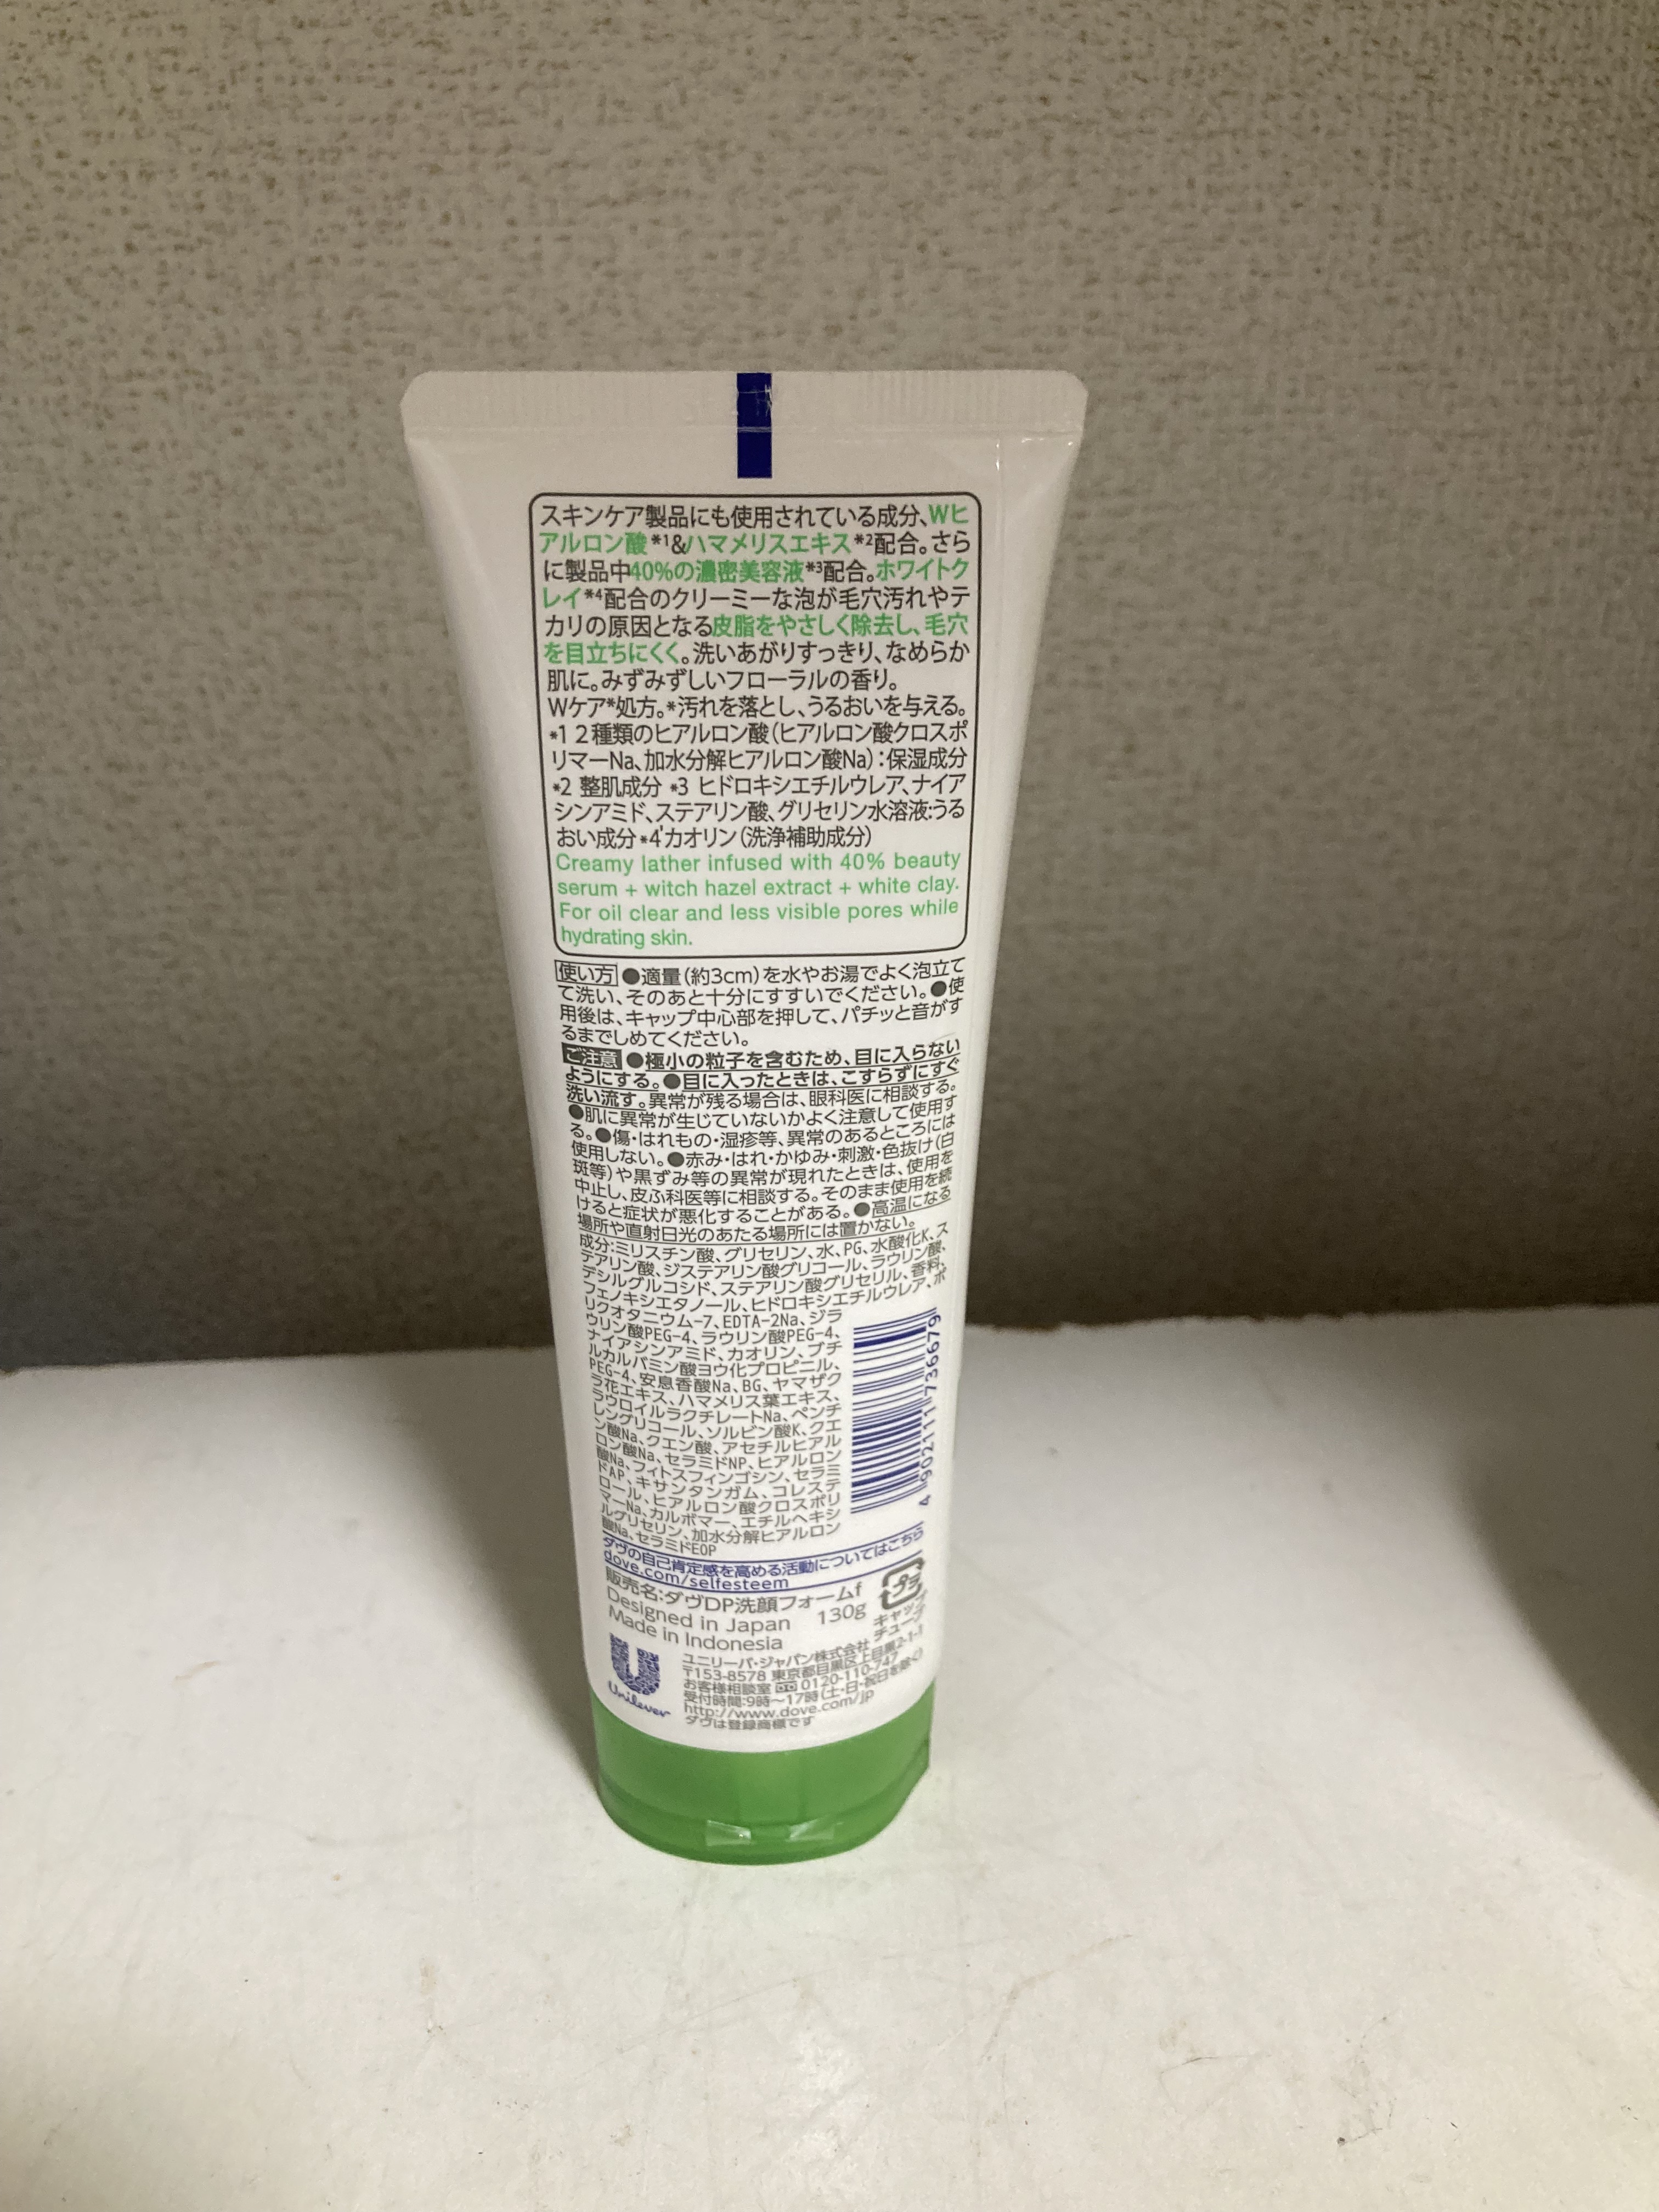 スキンケア製品にも使用されている成分、Wヒ
アルロン酸*1&ハマメリスエキス*2配合。さら
に製品中40%の濃密美容液*3配合。ホワイトク
レイ*4配合のクリーミーな泡が毛穴汚れやテ
カリの原因となる皮脂をやさしく除去し、毛穴
を目立ちにくく。洗いあがりすっきり、なめらか
肌に。みずみずしいフローラルの香り。
Wケア*処方。*汚れを落とし、うるおいを与える。
*1 2種類のヒアルロン酸(ヒアルロン酸クロスポ
リマーNa、加水分解ヒアルロン酸Na):保湿成分
*2 整肌成分 *3 ヒドロキシエチルウレア、ナイア
シンアミド、ステアリン酸、グリセリン水溶液:うる
おい成分 *4 カオリン(洗浄補助成分)
Creamy lather infused with 40% beauty
serum + witch hazel extract + white clay.
For oil clear and less visible pores while
hydrating skin.
使い方 ●適量(約3cm)を水やお湯でよく泡立て
て洗い、そのあと十分にすすいでください。●使
用後は、キャップ中心部を押して、パチッと音がす
るまでしめてください。
ご注意 ●極小の粒子を含むため、目に入らない
ようにする。●目に入ったときは、こすらずにすぐ
洗い流す。異常が残る場合は、眼科医に相談する。
●肌に異常が生じていないかよく注意して使用す
る。●傷・はれもの・湿疹等、異常のあるところには
使用しない。●赤み・はれ・かゆみ・刺激・色抜け(白
斑等)や黒ずみ等の異常が現れたときは、使用を
中止し、皮ふ科医等に相談する。そのまま使用を続
けると症状が悪化することがある。●高温になる
場所や直射日光のあたる場所には置かない。
成分:ミリスチン酸、グリセリン、水、PG、水酸化K、ス
テアリン酸、ジステアリン酸グリコール、ラウリン酸、
デシルグルコシド、ステアリン酸グリセリル、香料、
フェノキシエタノール、ヒドロキシエチルウレア、ポ
リクオタニウム-7、EDTA-2Na、ジラ
ウリン酸PEG-4、ラウリン酸PEG-4、
ナイアシンアミド、カオリン、ブチ
ルカルバミン酸ヨウ化プロピニル、
PEG-4、安息香酸Na、BG、ヤマザク
ラ花エキス、ハマメリス葉エキス、
ラウロイルラクチレートNa、ペンチ
レングリコール、ソルビン酸K、クエ
ン酸Na、クエン酸、アセチルヒアル
ロン酸Na、セラミドNP、ヒアルロン
酸Na、フィトスフィンゴシン、セラミ
ドAP、キサンタンガム、コレステ
ロール、ヒアルロン酸クロスポリ
マーNa、カルボマー、エチルヘキシ
ルグリセリン、加水分解ヒアルロン
酸Na、セラミドEOP
4 902111 736679
ダヴの自己肯定感を高める活動についてはこちら
dove.com/selfesteem
販売名:ダヴDP洗顔フォームf
Designed in Japan 130g
Made in Indonesia
プラ
キャップ
チューブ
Unilever
ユニリーバ・ジャパン株式会社
〒153-8578 東京都目黒区上目黒2-1-1
お客様相談室 0120-110-747
受付時間:9時〜17時(土・日・祝日を除く)
http://www.dove.com/jp
ダヴは登録商標です